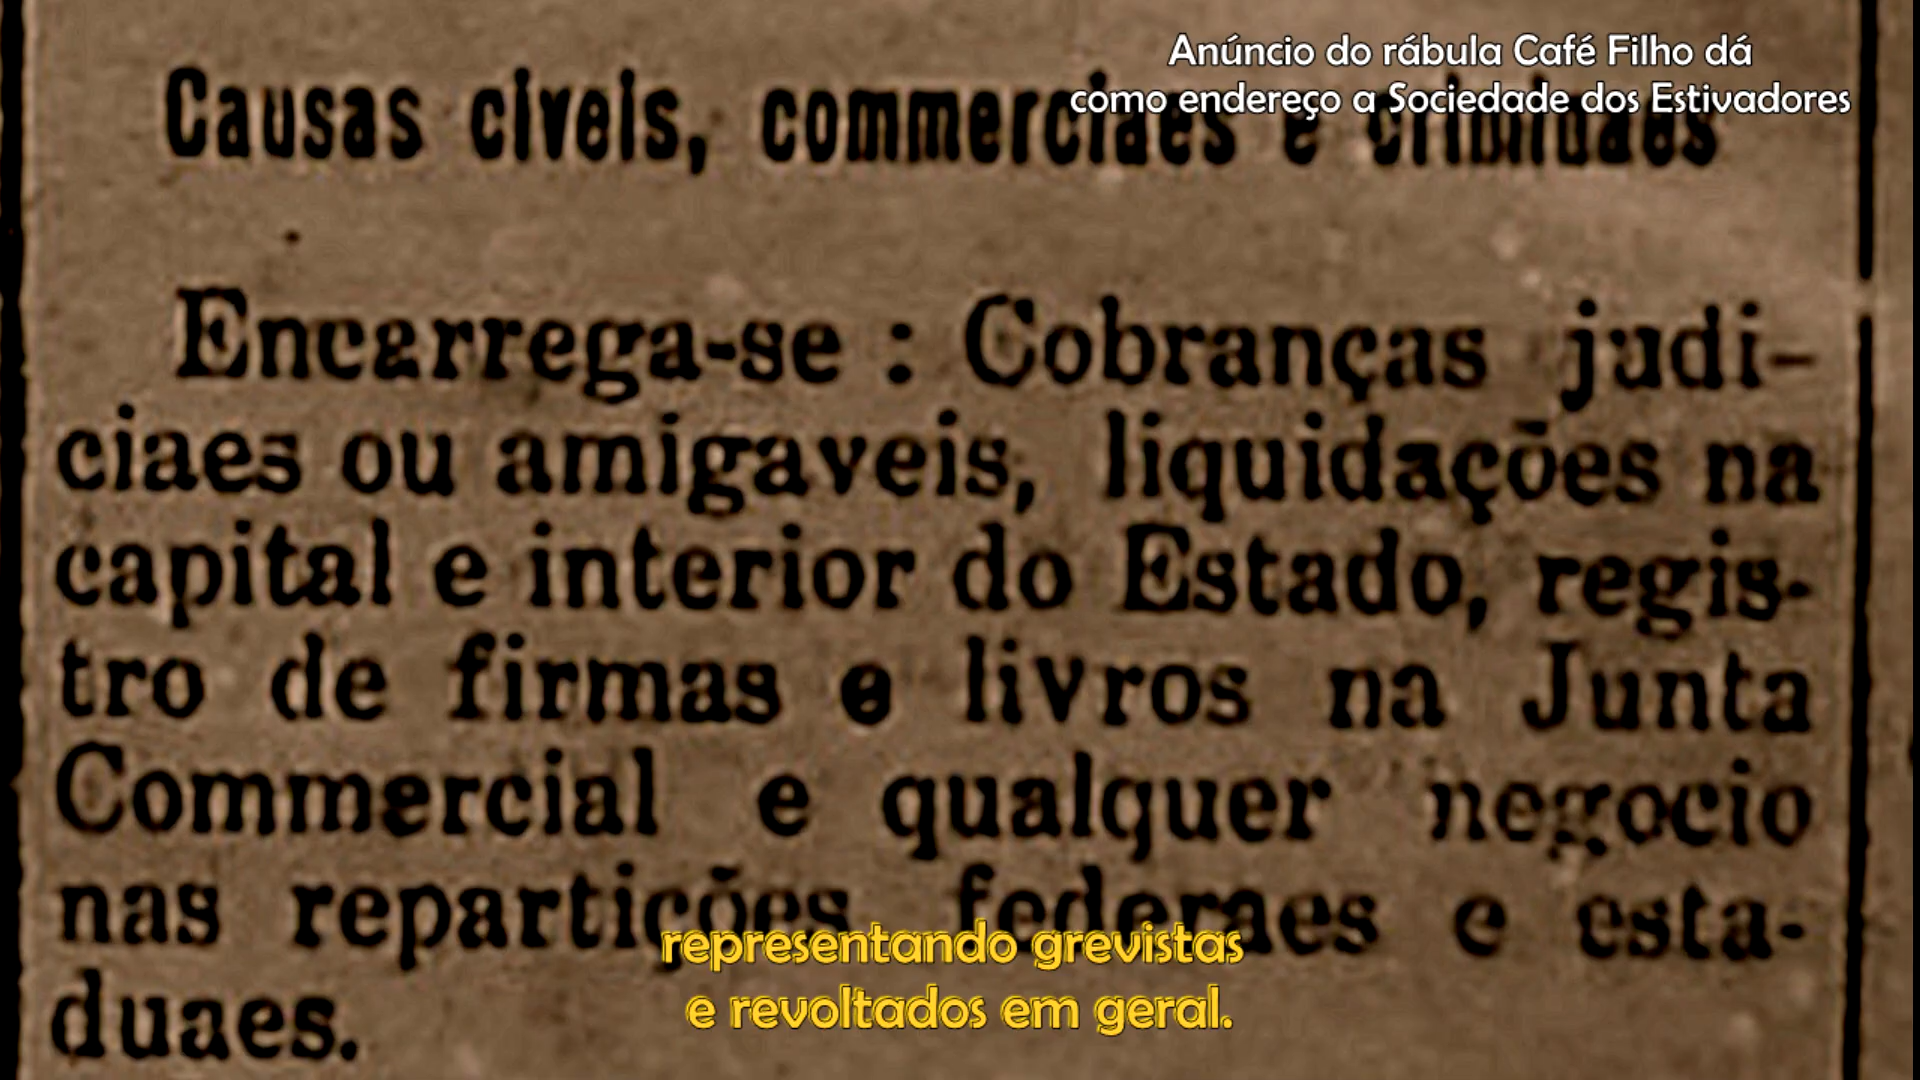 Anúncio do rábula Café Filho dá
como endereço a Sociedade dos Estivadores
Causas civeis, commerciaes e criminaes
Encarrega-se : Cobranças judi-
ciaes ou amigaveis, liquidações na
capital e interior do Estado, regis-
tro de firmas e livros na Junta
Commercial e qualquer negocio
nas repartições federaes e esta-
duaes.
representando grevistas
e revoltados em geral.